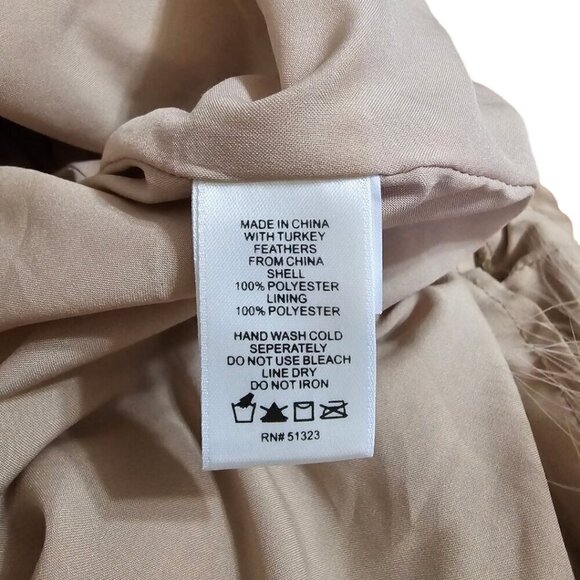 MADE IN CHINA
WITH TURKEY
FEATHERS
FROM CHINA
SHELL
100% POLYESTER
LINING
100% POLYESTER
HAND WASH COLD
SEPERATELY
DO NOT USE BLEACH
LINE DRY
DO NOT IRON
RN# 51323